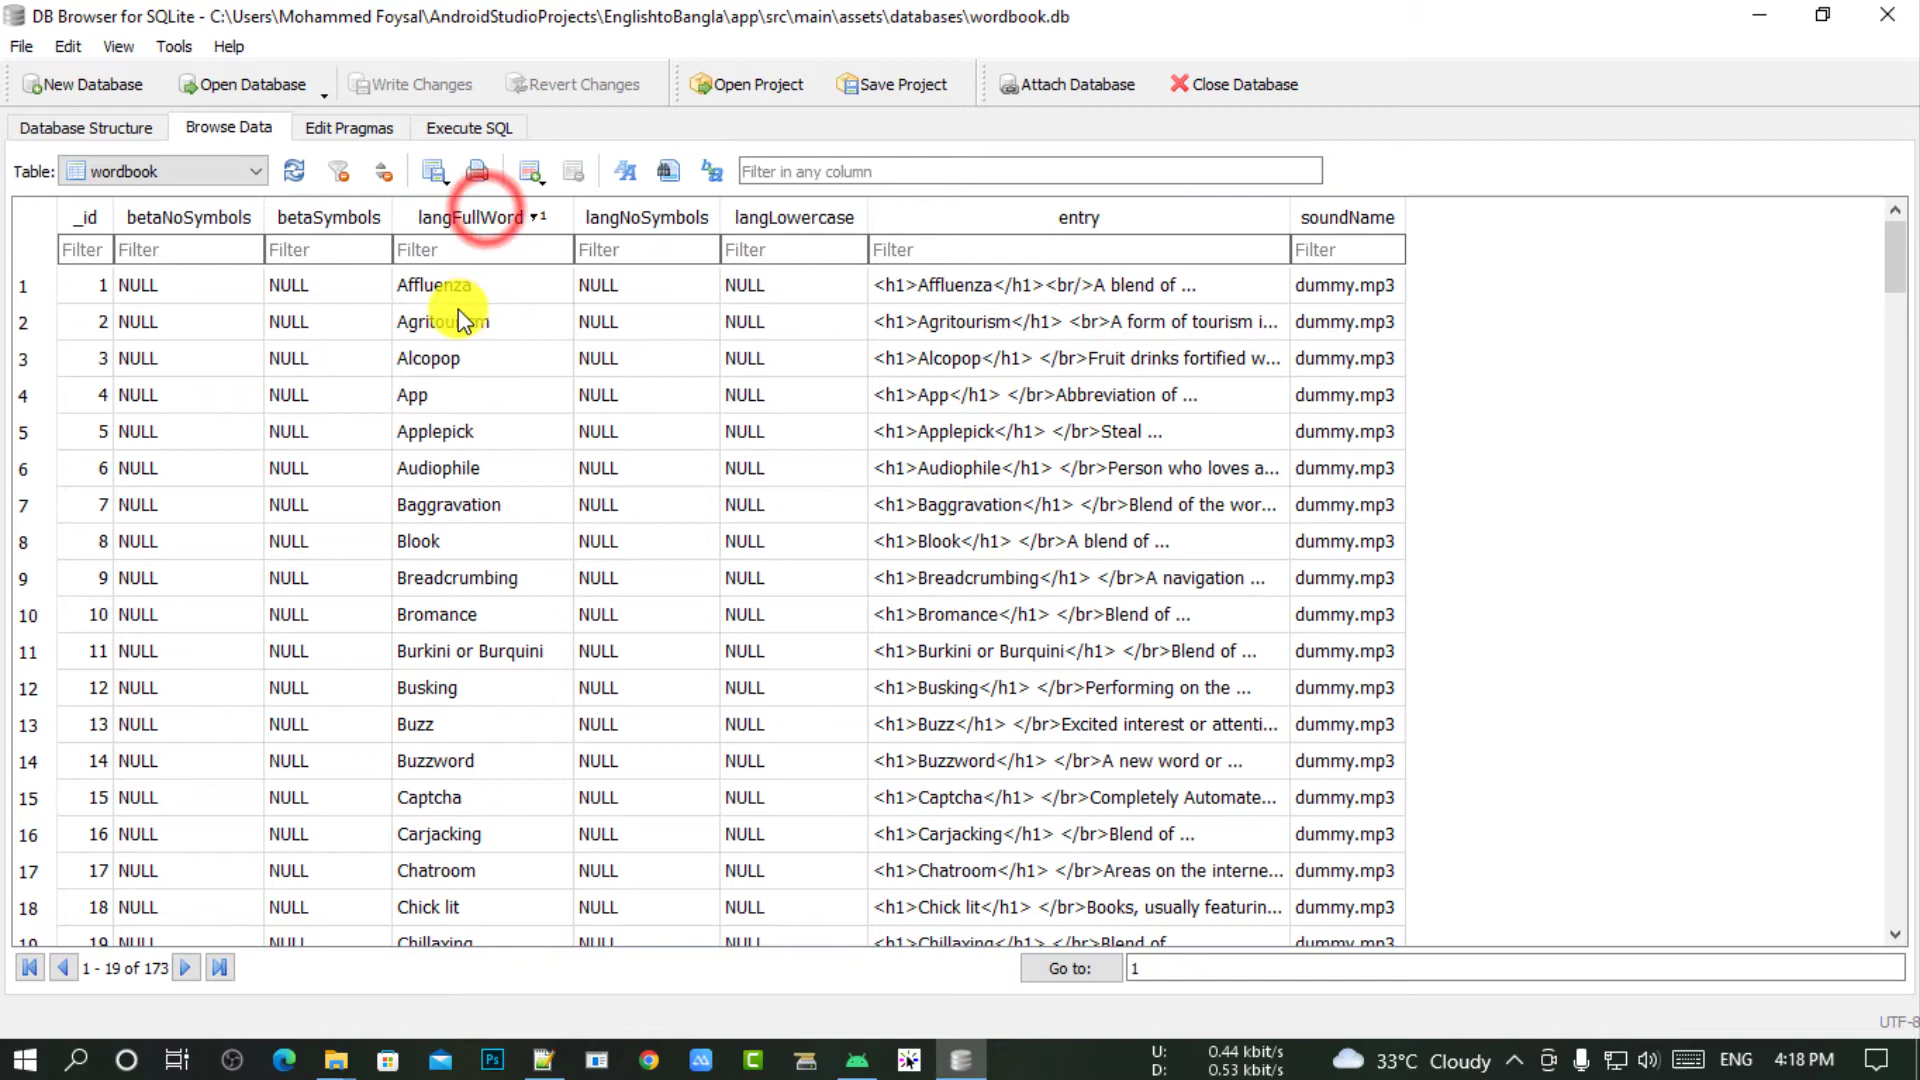 DB Browser for SQLite - C:\Users\Mohammed Foysal\AndroidStudioProjects\EnglishtoBangla\app\src\main\assets\databases\wordbook.db
File Edit View Tools Help
New Database Open Database Write Changes Revert Changes Open Project Save Project Attach Database Close Database
Database Structure Browse Data Edit Pragmas Execute SQL
Table: wordbook Filter in any column
_id betaNoSymbols betaSymbols langFullWord 1 langNoSymbols langLowercase entry soundName
Filter Filter Filter Filter Filter Filter Filter Filter
1 1 NULL NULL Affluenza NULL NULL <h1>Affluenza</h1><br/>A blend of ... dummy.mp3
2 2 NULL NULL Agritourism NULL NULL <h1>Agritourism</h1> <br>A form of tourism i... dummy.mp3
3 3 NULL NULL Alcopop NULL NULL <h1>Alcopop</h1> </br>Fruit drinks fortified w... dummy.mp3
4 4 NULL NULL App NULL NULL <h1>App</h1> </br>Abbreviation of ... dummy.mp3
5 5 NULL NULL Applepick NULL NULL <h1>Applepick</h1> </br>Steal ... dummy.mp3
6 6 NULL NULL Audiophile NULL NULL <h1>Audiophile</h1> </br>Person who loves a... dummy.mp3
7 7 NULL NULL Baggravation NULL NULL <h1>Baggravation</h1> </br>Blend of the wor... dummy.mp3
8 8 NULL NULL Blook NULL NULL <h1>Blook</h1> </br>A blend of ... dummy.mp3
9 9 NULL NULL Breadcrumbing NULL NULL <h1>Breadcrumbing</h1> </br>A navigation ... dummy.mp3
10 10 NULL NULL Bromance NULL NULL <h1>Bromance</h1> </br>Blend of ... dummy.mp3
11 11 NULL NULL Burkini or Burquini NULL NULL <h1>Burkini or Burquini</h1> </br>Blend of ... dummy.mp3
12 12 NULL NULL Busking NULL NULL <h1>Busking</h1> </br>Performing on the ... dummy.mp3
13 13 NULL NULL Buzz NULL NULL <h1>Buzz</h1> </br>Excited interest or attenti... dummy.mp3
14 14 NULL NULL Buzzword NULL NULL <h1>Buzzword</h1> </br>A new word or ... dummy.mp3
15 15 NULL NULL Captcha NULL NULL <h1>Captcha</h1> </br>Completely Automate... dummy.mp3
16 16 NULL NULL Carjacking NULL NULL <h1>Carjacking</h1> </br>Blend of ... dummy.mp3
17 17 NULL NULL Chatroom NULL NULL <h1>Chatroom</h1> </br>Areas on the interne... dummy.mp3
18 18 NULL NULL Chick lit NULL NULL <h1>Chick lit</h1> </br>Books, usually featurin... dummy.mp3
19 19 NULL NULL Chillaxing NULL NULL <h1>Chillaxing</h1> </br>Blend of dummy.mp3
1 - 19 of 173 Go to: 1
UTF-8
U: 0.44 kbit/s
D: 0.53 kbit/s
33°C Cloudy ENG 4:18 PM